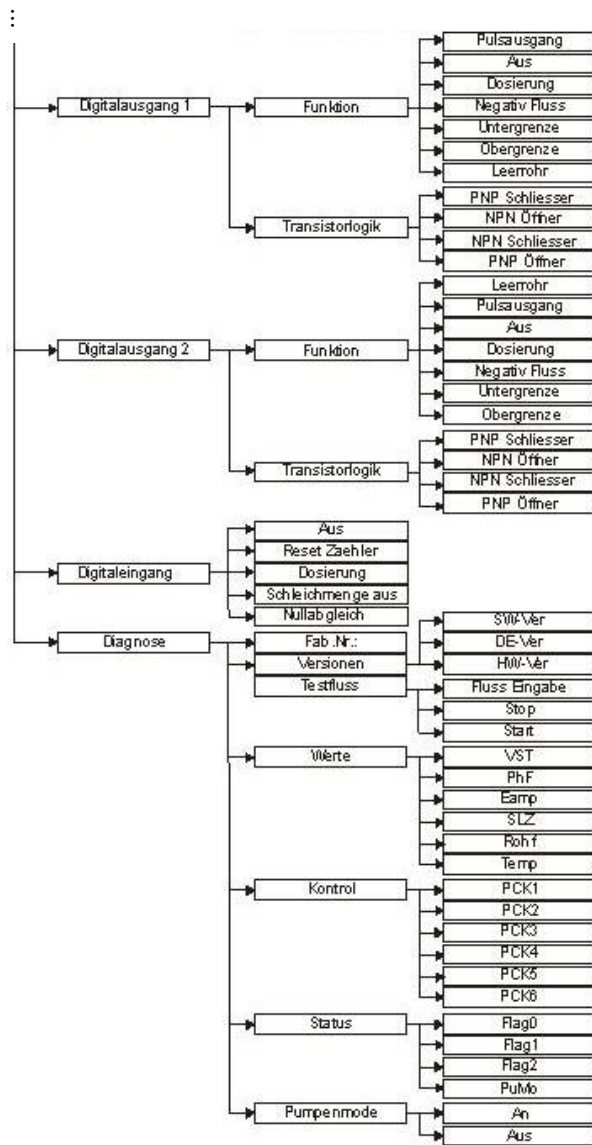 Pulsausgang
Aus
Dosierung
Digitalausgang 1
Funktion
Negativ Fluss
Untergrenze
Obergrenze
Leerrohr
PNP Schliesser
NPN Öffner
Transistorlogik
NPN Schliesser
PNP Öffner
Leerrohr
Pulsausgang
Aus
Digitalausgang 2
Funktion
Dosierung
Negativ Fluss
Untergrenze
Obergrenze
PNP Schliesser
NPN Öffner
Transistorlogik
NPN Schliesser
PNP Öffner
Aus
Reset Zaehler
Digitaleingang
Dosierung
Schleichmenge aus
Nullabgleich
SW-Ver
Diagnose
Fab.Nr.:
DE-Ver
Versionen
HW-Ver
Testfluss
Fluss Eingabe
Stop
Start
Werte
VST
PhF
Eamp
SLZ
Rohf
Temp
Kontrol
PCK1
PCK2
PCK3
PCK4
PCK5
PCK6
Status
Flag0
Flag1
Flag2
PuMo
Pumpenmode
An
Aus